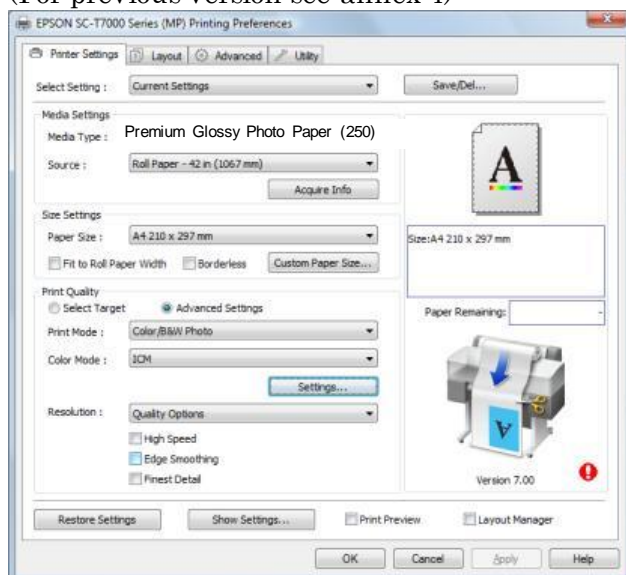 (For previous version see annex 4)
EPSON SC-T7000 Series (MP) Printing Preferences
Printer Settings Layout Advanced Utility
Select Setting : Current Settings Save/Del...
Media Settings
Media Type : Premium Glossy Photo Paper (250)
Source : Roll Paper - 42 in (1067 mm)
Acquire Info
A
Size Settings
Paper Size : A4 210 x 297 mm
Size:A4 210 x 297 mm
Fit to Roll Paper Width Borderless Custom Paper Size...
Print Quality
Select Target Advanced Settings
Paper Remaining: -
Print Mode : Color/B&W Photo
Color Mode : ICM
Settings...
Resolution : Quality Options
A
High Speed
Edge Smoothing
Finest Detail
Version 7.00
Restore Settings Show Settings... Print Preview Layout Manager
OK Cancel Apply Help